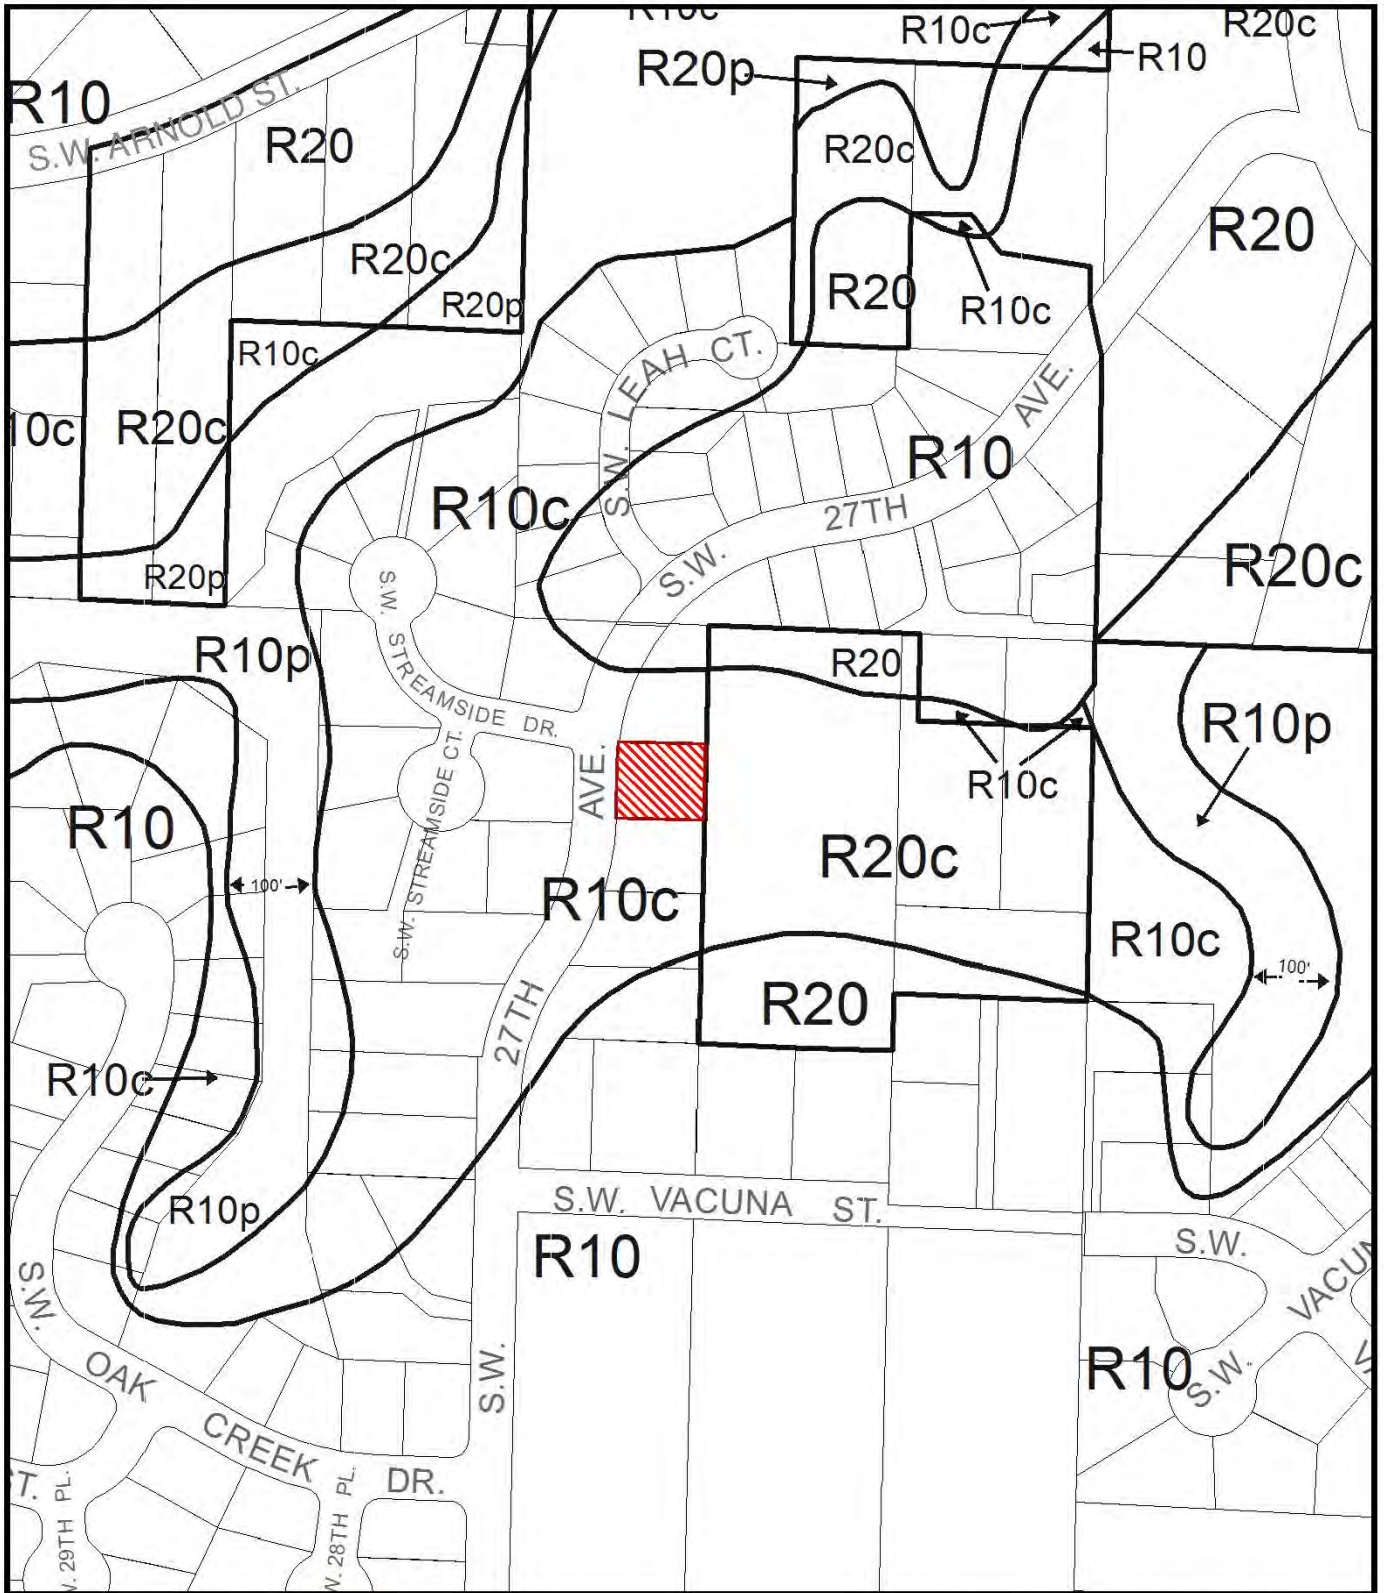 R10c
R10c
R20c
R10
R20p
R10
S.W. ARNOLD ST.
R20
R20c
R20
R20c
R20p
R20
R10c
R10c
S.W. LEAH CT.
AVE.
10c
R20c
R10
R10c
27TH
S.W.
R20p
S.W. STREAMSIDE DR.
R20c
R10p
R20
R10p
S.W. STREAMSIDE CT.
AVE.
R10c
R10
R20c
100'
R10c
R10c
100'
27TH
R20
R10c
R10p
S.W. VACUNA ST.
S.W.
R10
S.W.
VACUN
OAK CREEK DR.
S.W.
R10
S.W.
ST.
W. 29TH PL.
W. 28TH PL.